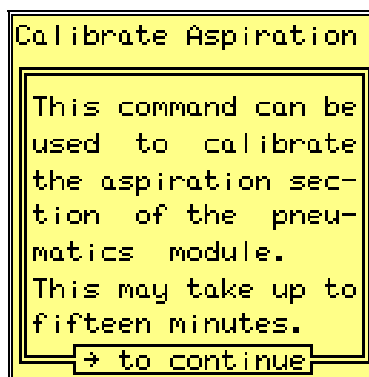 Calibrate Aspiration
This command can be
used to calibrate
the aspiration sec-
tion of the pneu-
matics module.
This may take up to
fifteen minutes.
→ to continue